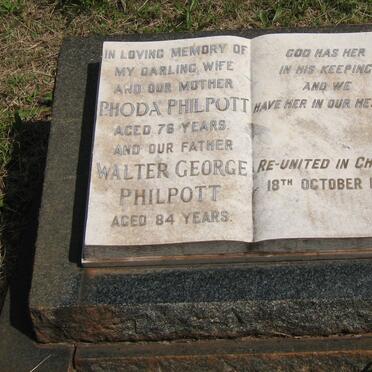 IN LOVING MEMORY OF
MY DARLING WIFE
AND OUR MOTHER
RHODA PHILPOTT
AGED 76 YEARS.
AND OUR FATHER
WALTER GEORGE
PHILPOTT
AGED 84 YEARS.
GOD HAS HER
IN HIS KEEPING
AND WE
HAVE HER IN OUR
RE-UNITED IN
18TH OCTOBER